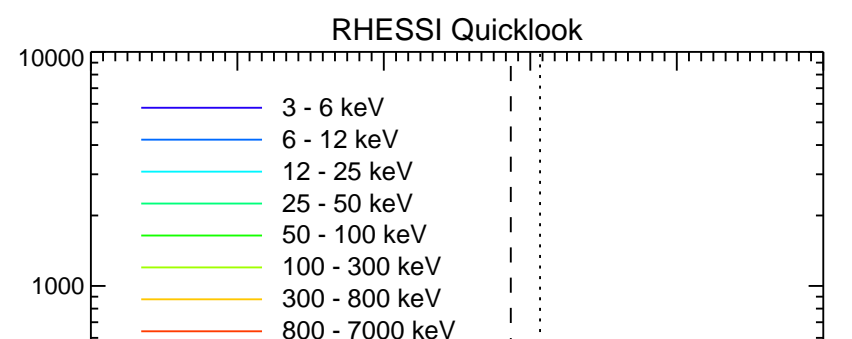 RHESSI Quicklook
10000
3 - 6 keV
6 - 12 keV
12 - 25 keV
25 - 50 keV
50 - 100 keV
100 - 300 keV
1000
300 - 800 keV
800 - 7000 keV